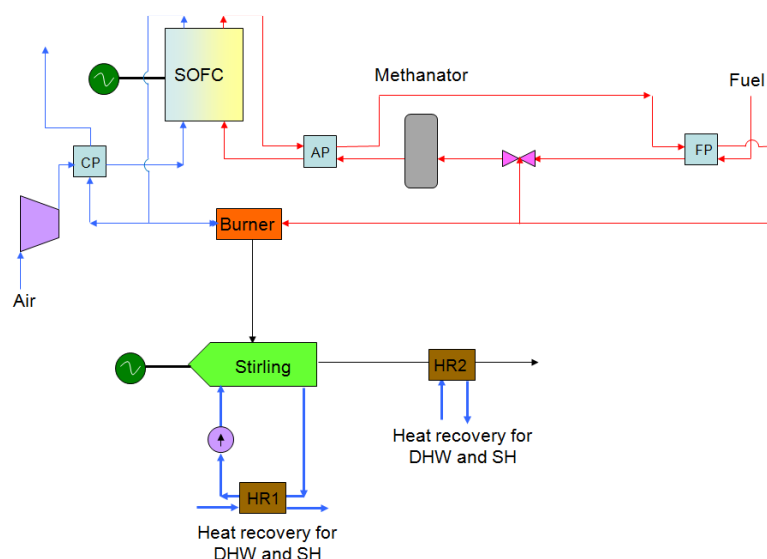 SOFC
Methanator
Fuel
CP
AP
FP
Burner
Air
Stirling
HR2
Heat recovery for
DHW and SH
HR1
Heat recovery for
DHW and SH